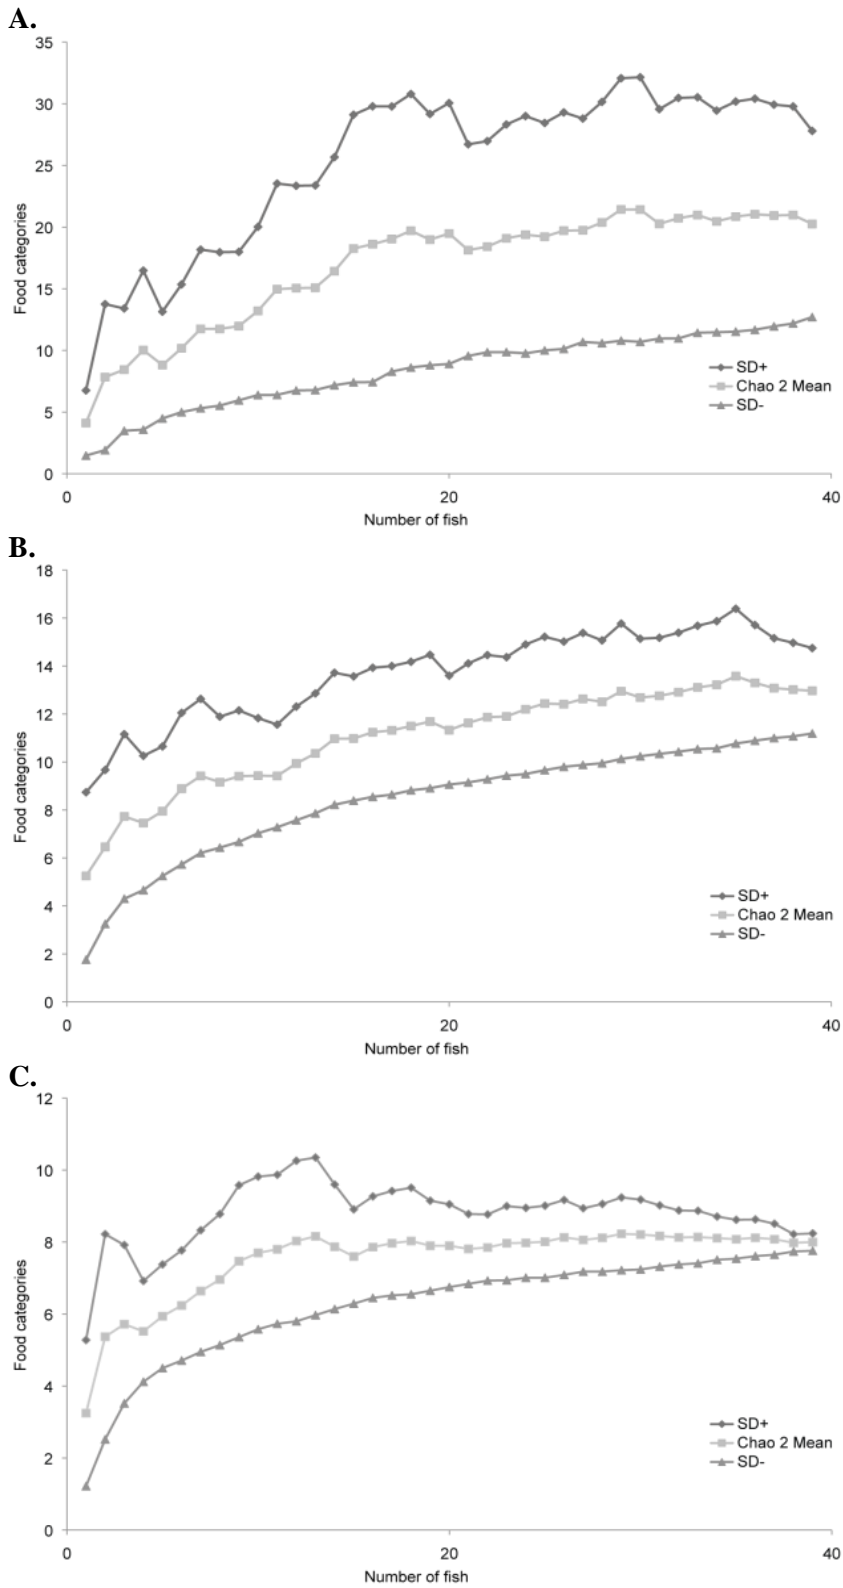 A.
35
30
25
20
15
10
5
0
Food categories
SD+
Chao 2 Mean
SD-
0 20 40
Number of fish
B.
18
16
14
12
10
8
6
4
2
0
Food categories
SD+
Chao 2 Mean
SD-
0 20 40
Number of fish
C.
12
10
8
6
4
2
0
Food categories
SD+
Chao 2 Mean
SD-
0 20 40
Number of fish